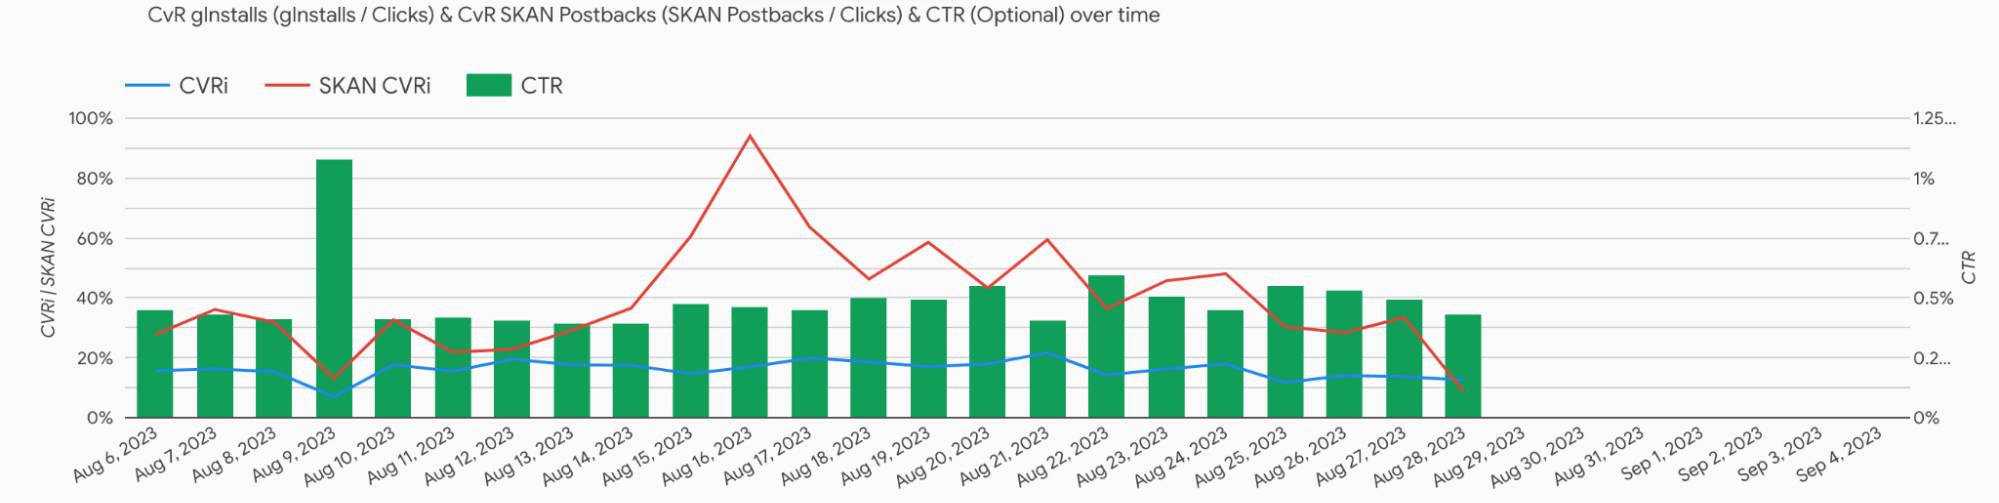 CvR gInstalls (gInstalls / Clicks) & CvR SKAN Postbacks (SKAN Postbacks / Clicks) & CTR (Optional) over time
CVRi SKAN CVRi CTR
100% 1.25...
80% 1%
60% 0.7...
40% 0.5%
20% 0.2...
0% 0%
CVRi | SKAN CVRi
CTR
Aug 6, 2023
Aug 7, 2023
Aug 8, 2023
Aug 9, 2023
Aug 10, 2023
Aug 11, 2023
Aug 12, 2023
Aug 13, 2023
Aug 14, 2023
Aug 15, 2023
Aug 16, 2023
Aug 17, 2023
Aug 18, 2023
Aug 19, 2023
Aug 20, 2023
Aug 21, 2023
Aug 22, 2023
Aug 23, 2023
Aug 24, 2023
Aug 25, 2023
Aug 26, 2023
Aug 27, 2023
Aug 28, 2023
Aug 29, 2023
Aug 30, 2023
Aug 31, 2023
Sep 1, 2023
Sep 2, 2023
Sep 3, 2023
Sep 4, 2023